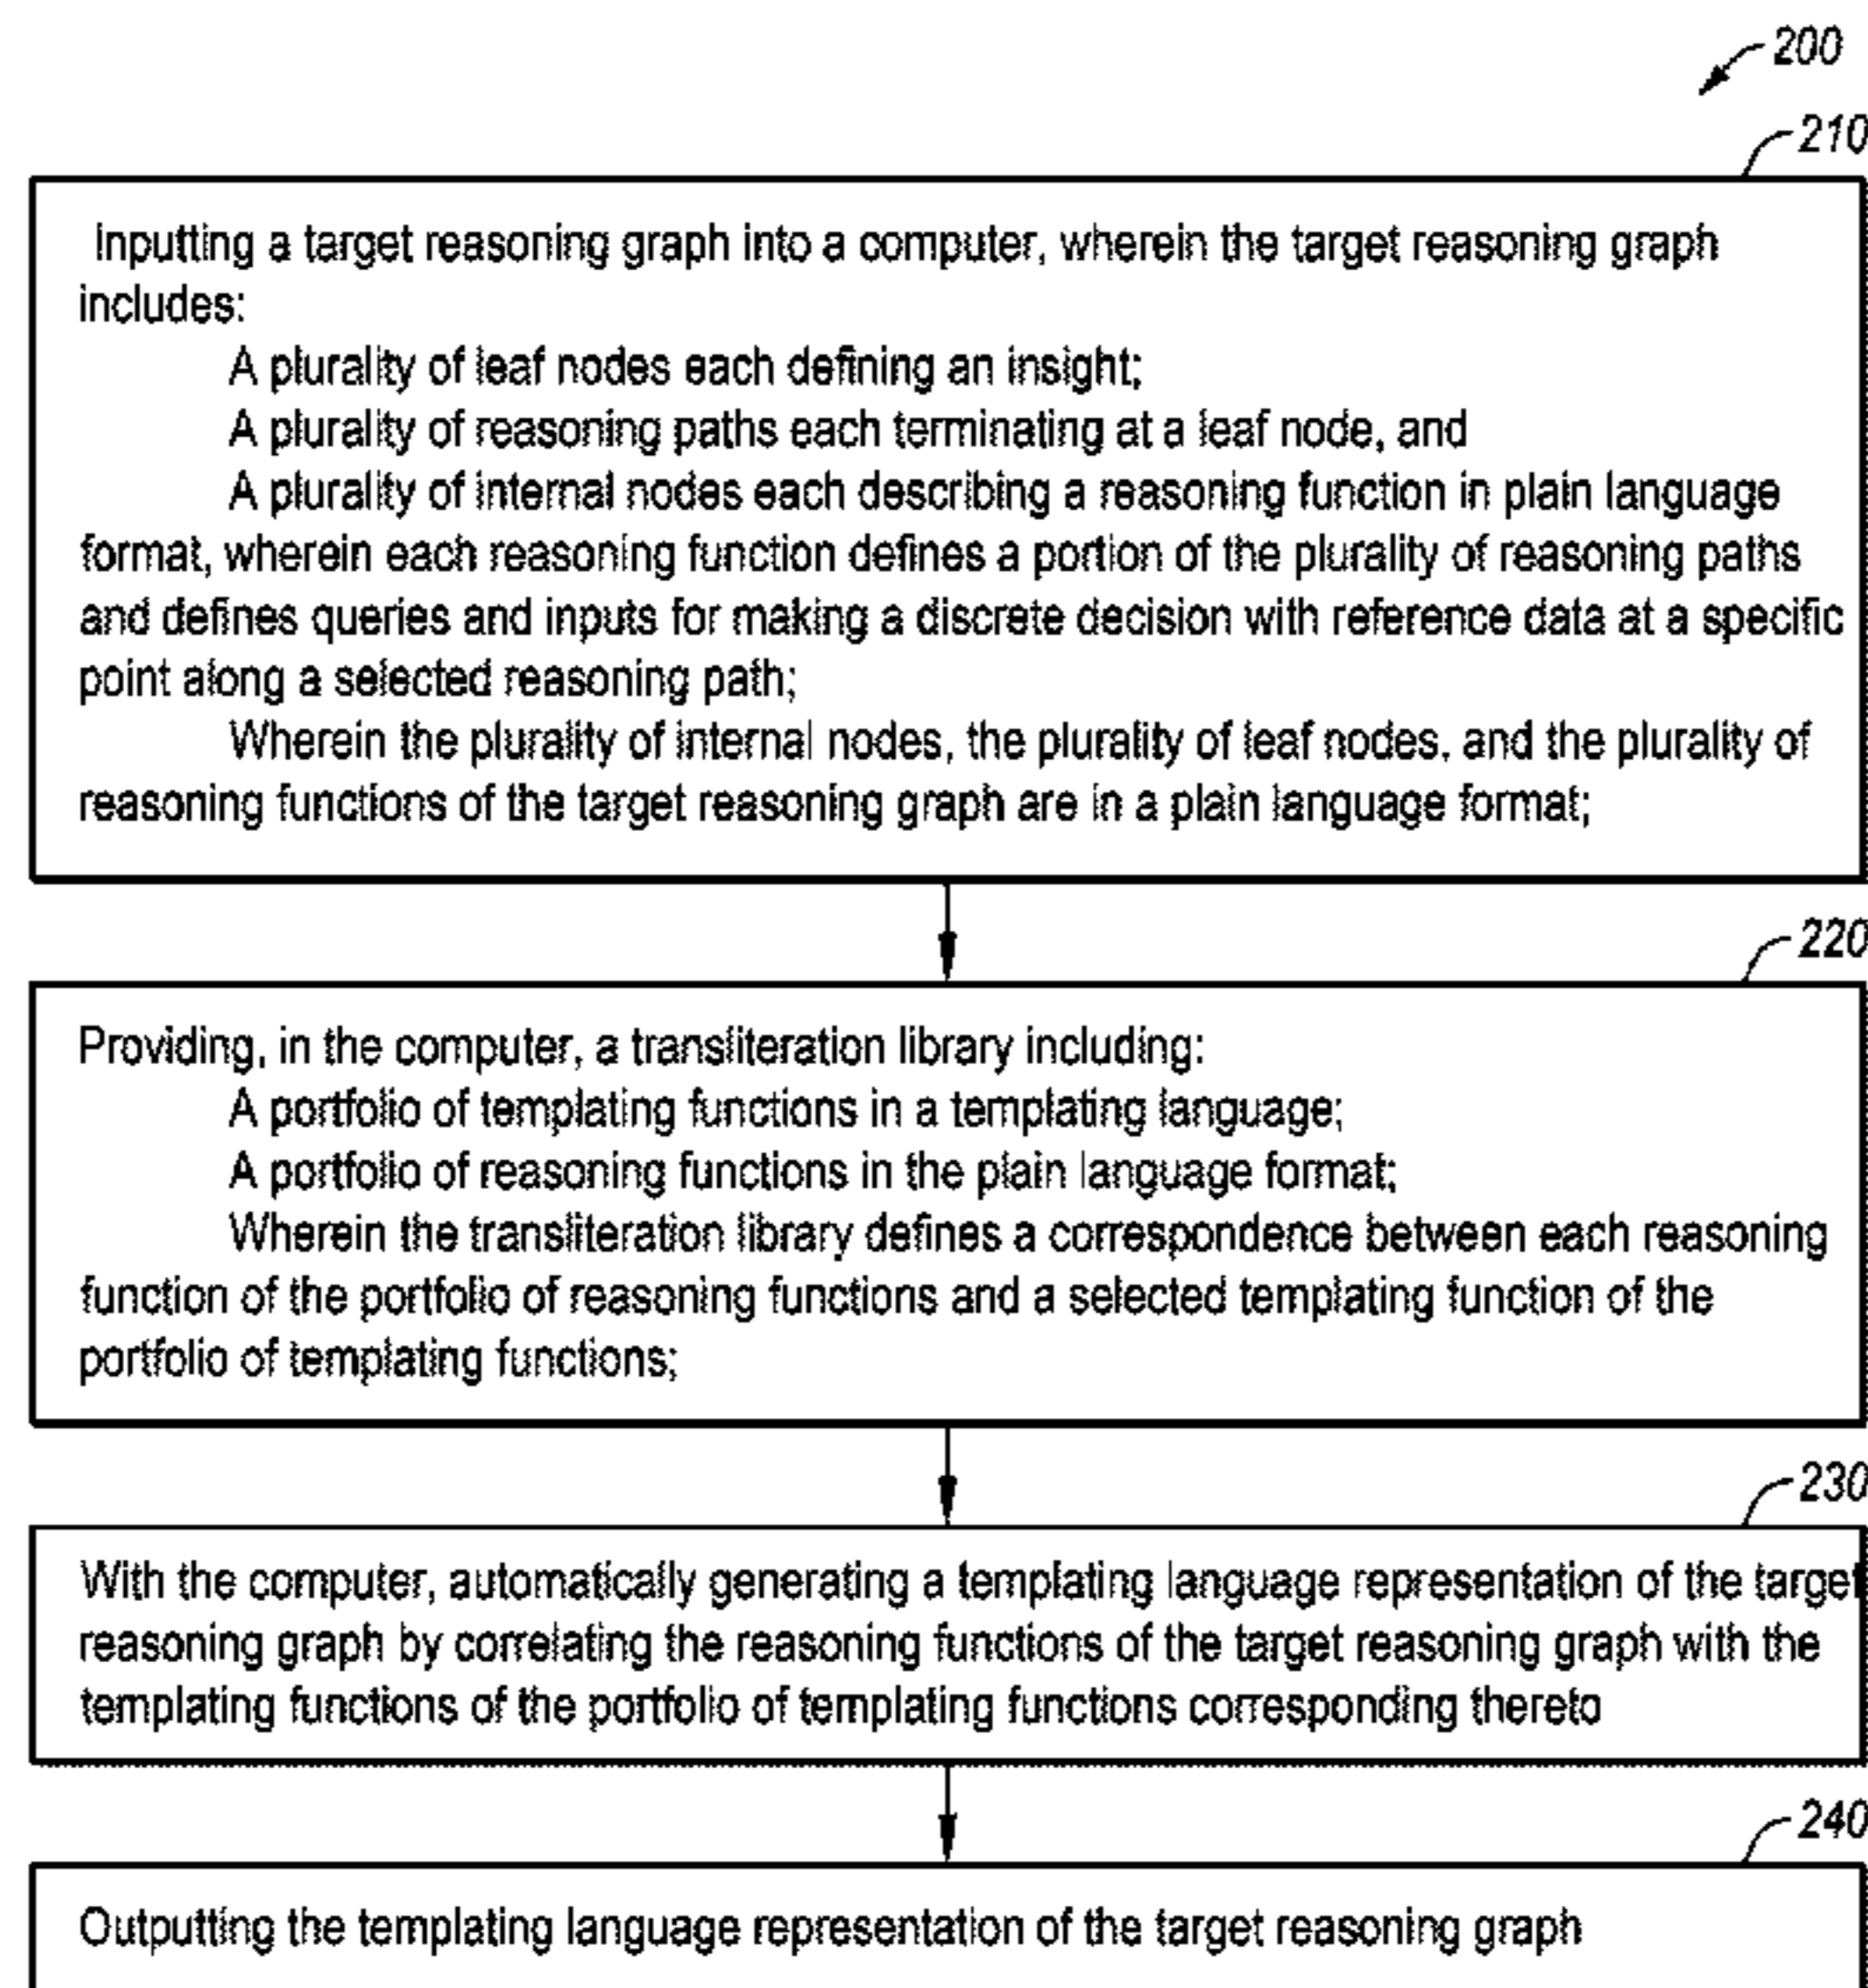 200
210
Inputting a target reasoning graph into a computer, wherein the target reasoning graph
includes:
A plurality of leaf nodes each defining an insight;
A plurality of reasoning paths each terminating at a leaf node, and
A plurality of internal nodes each describing a reasoning function in plain language
format, wherein each reasoning function defines a portion of the plurality of reasoning paths
and defines queries and inputs for making a discrete decision with reference data at a specific
point along a selected reasoning path;
Wherein the plurality of internal nodes, the plurality of leaf nodes, and the plurality of
reasoning functions of the target reasoning graph are in a plain language format;
220
Providing, in the computer, a transliteration library including:
A portfolio of templating functions in a templating language;
A portfolio of reasoning functions in the plain language format;
Wherein the transliteration library defines a correspondence between each reasoning
function of the portfolio of reasoning functions and a selected templating function of the
portfolio of templating functions;
230
With the computer, automatically generating a templating language representation of the target
reasoning graph by correlating the reasoning functions of the target reasoning graph with the
templating functions of the portfolio of templating functions corresponding thereto
240
Outputting the templating language representation of the target reasoning graph